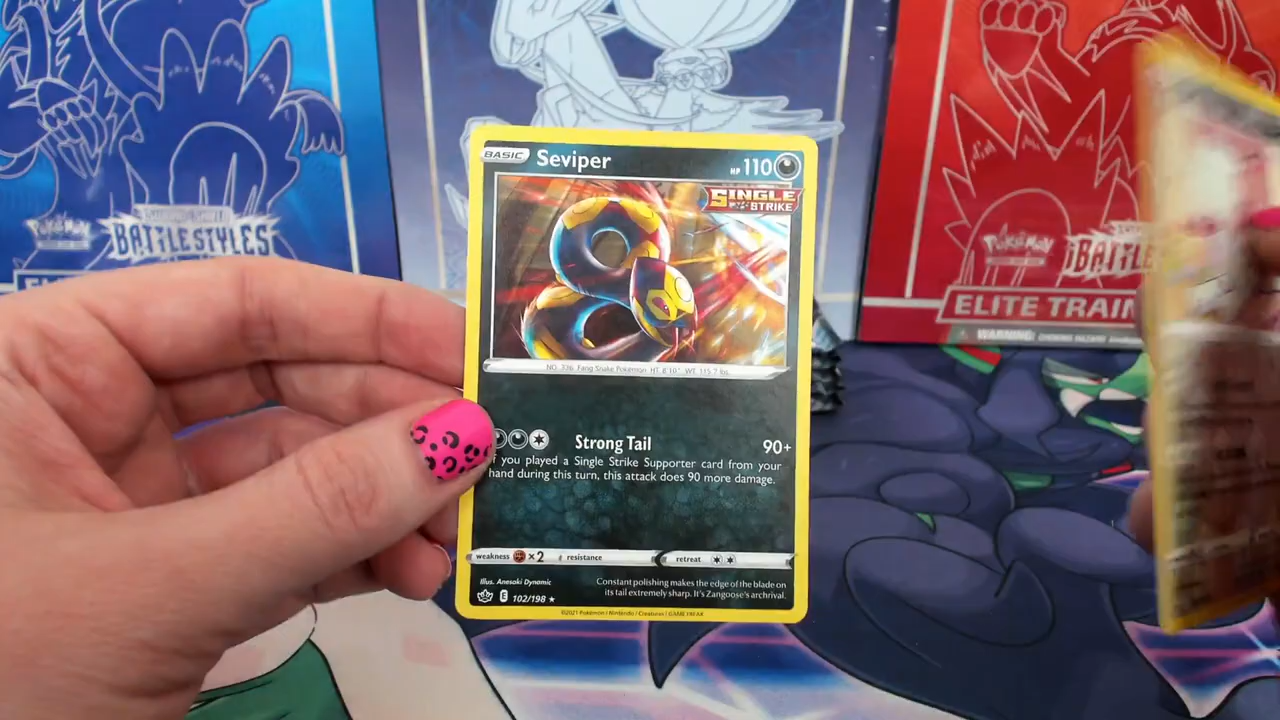 Pokémon
BATTLE STYLES
BASIC Seviper HP 110
SINGLE
STRIKE
NO. 336 Fang Snake Pokémon HT: 8'10" WT: 115.7 lbs.
Strong Tail 90+
If you played a Single Strike Supporter card from your
hand during this turn, this attack does 90 more damage.
weakness ×2 resistance retreat
Illus. Anesaki Dynamic
Constant polishing makes the edge of the blade on
its tail extremely sharp. It's Zangoose's archrival.
E 102/198 ★
©2021 Pokémon / Nintendo / Creatures / GAME FREAK
Pokémon
BATTLE
ELITE TRAIN
WARNING: